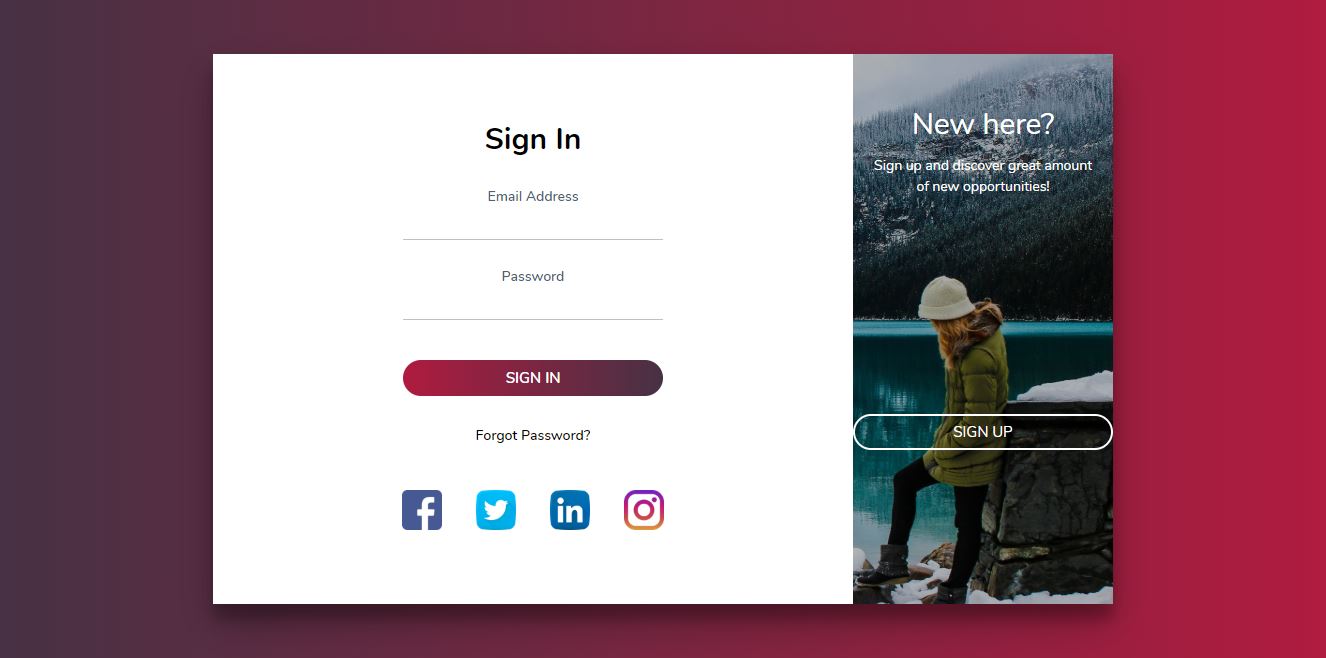 Sign In
Email Address
Password
SIGN IN
Forgot Password?
New here?
Sign up and discover great amount
of new opportunities!
SIGN UP